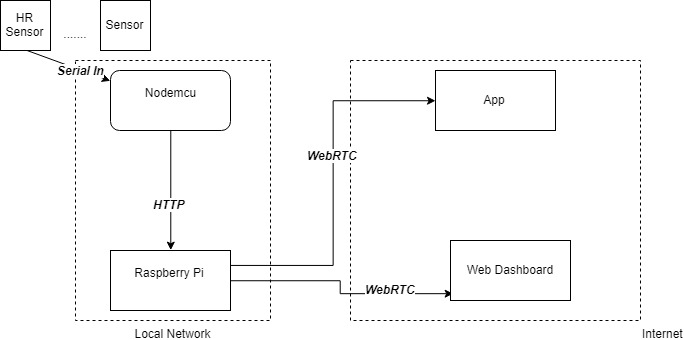 HR
Sensor
.......
Sensor
Serial In
Nodemcu
App
WebRTC
HTTP
Raspberry Pi
Web Dashboard
WebRTC
Local Network
Internet